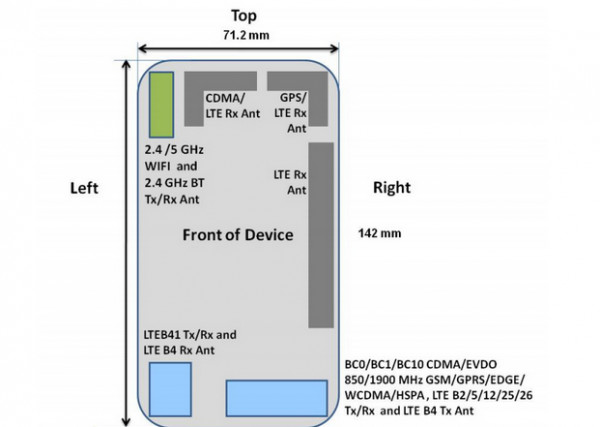 Top
71.2 mm
CDMA/
LTE Rx Ant
GPS/
LTE Rx
Ant
2.4 /5 GHz
WIFI and
2.4 GHz BT
Tx/Rx Ant
LTE Rx
Ant
Left
Right
Front of Device
142 mm
LTEB41 Tx/Rx and
LTE B4 Rx Ant
BC0/BC1/BC10 CDMA/EVDO
850/1900 MHz GSM/GPRS/EDGE/
WCDMA/HSPA , LTE B2/5/12/25/26
Tx/Rx and LTE B4 Tx Ant